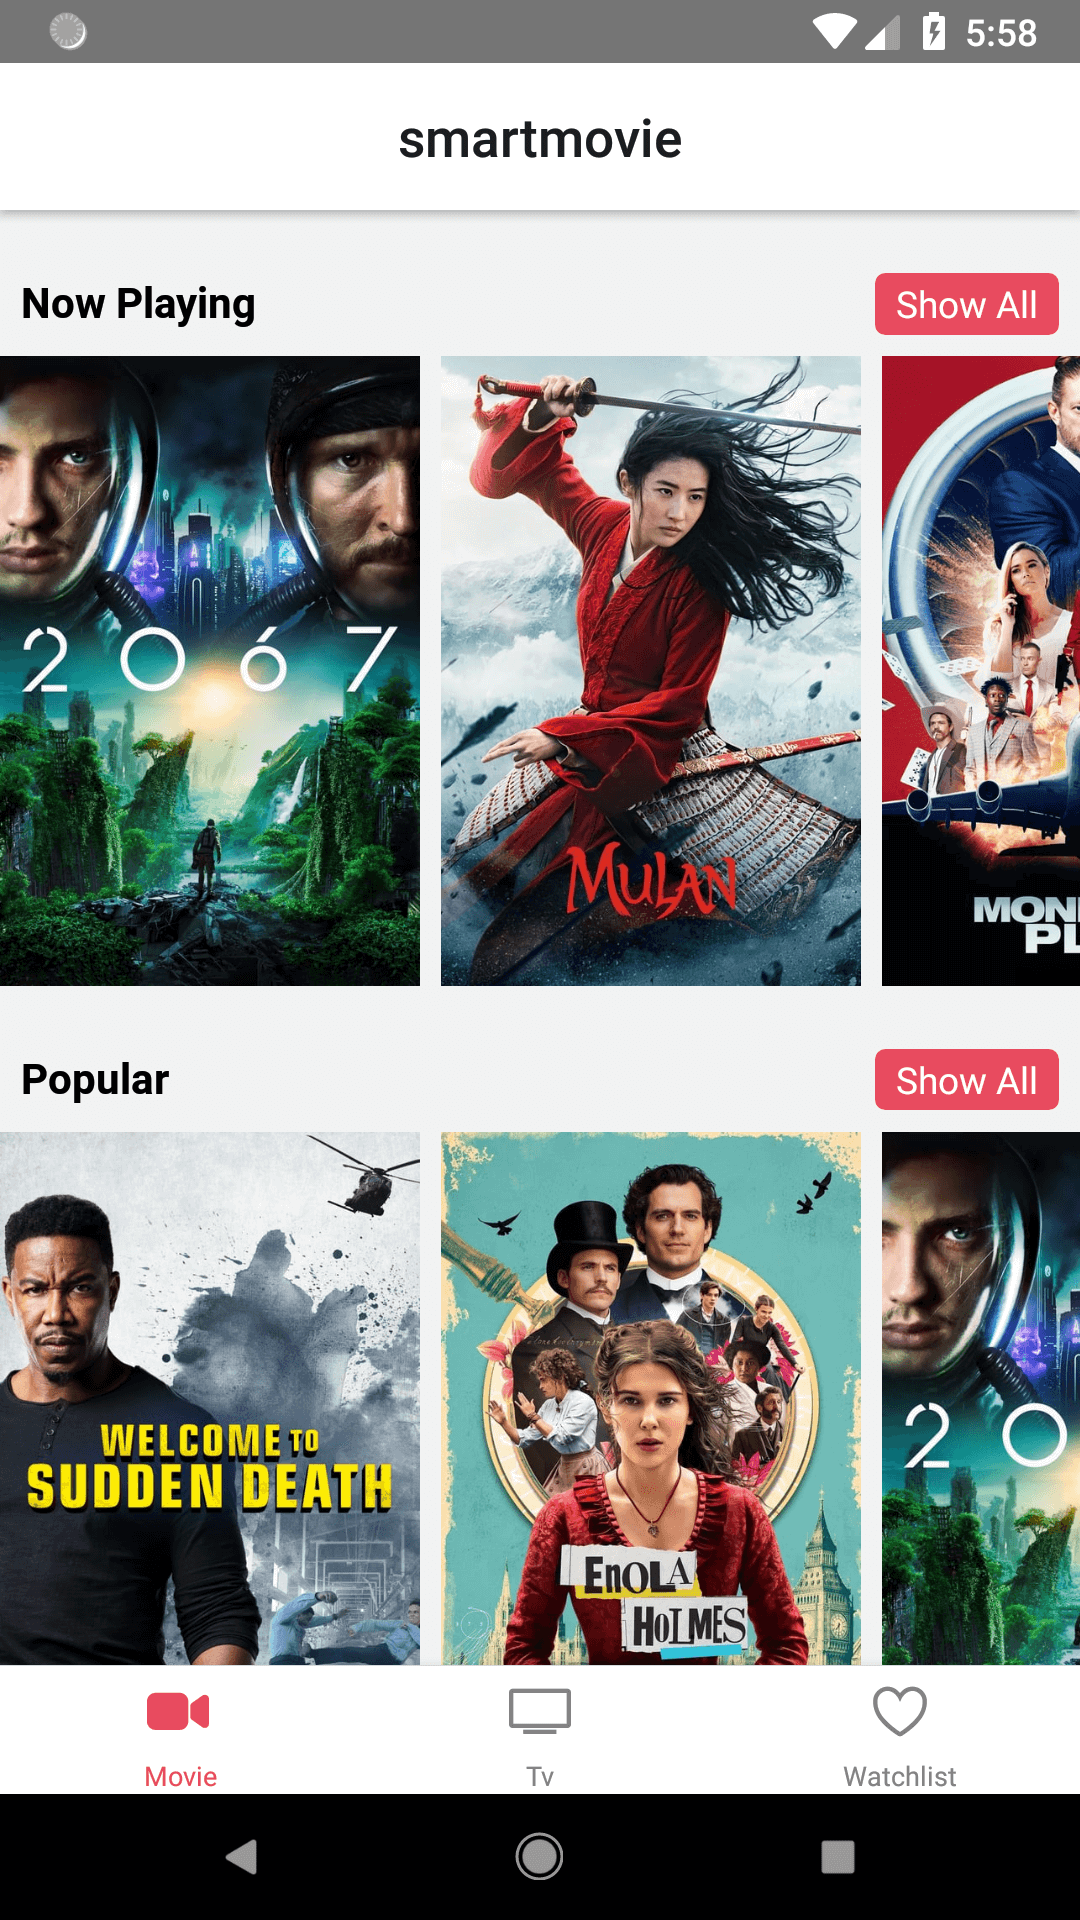 5:58
smartmovie
Now Playing
Show All
2067
MULAN
MON
PL
Popular
Show All
WELCOME TO
SUDDEN DEATH
ENOLA
HOLMES
20
Movie
Tv
Watchlist